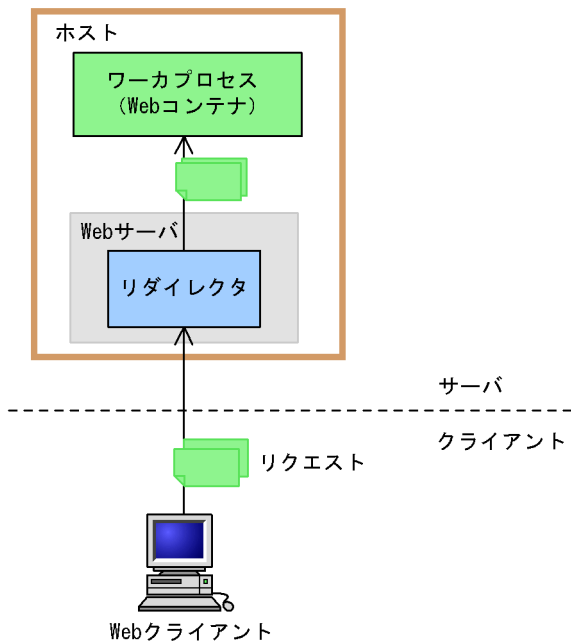 ホスト
ワーカプロセス
(Webコンテナ)
Webサーバ
リダイレクタ
サーバ
クライアント
リクエスト
Webクライアント